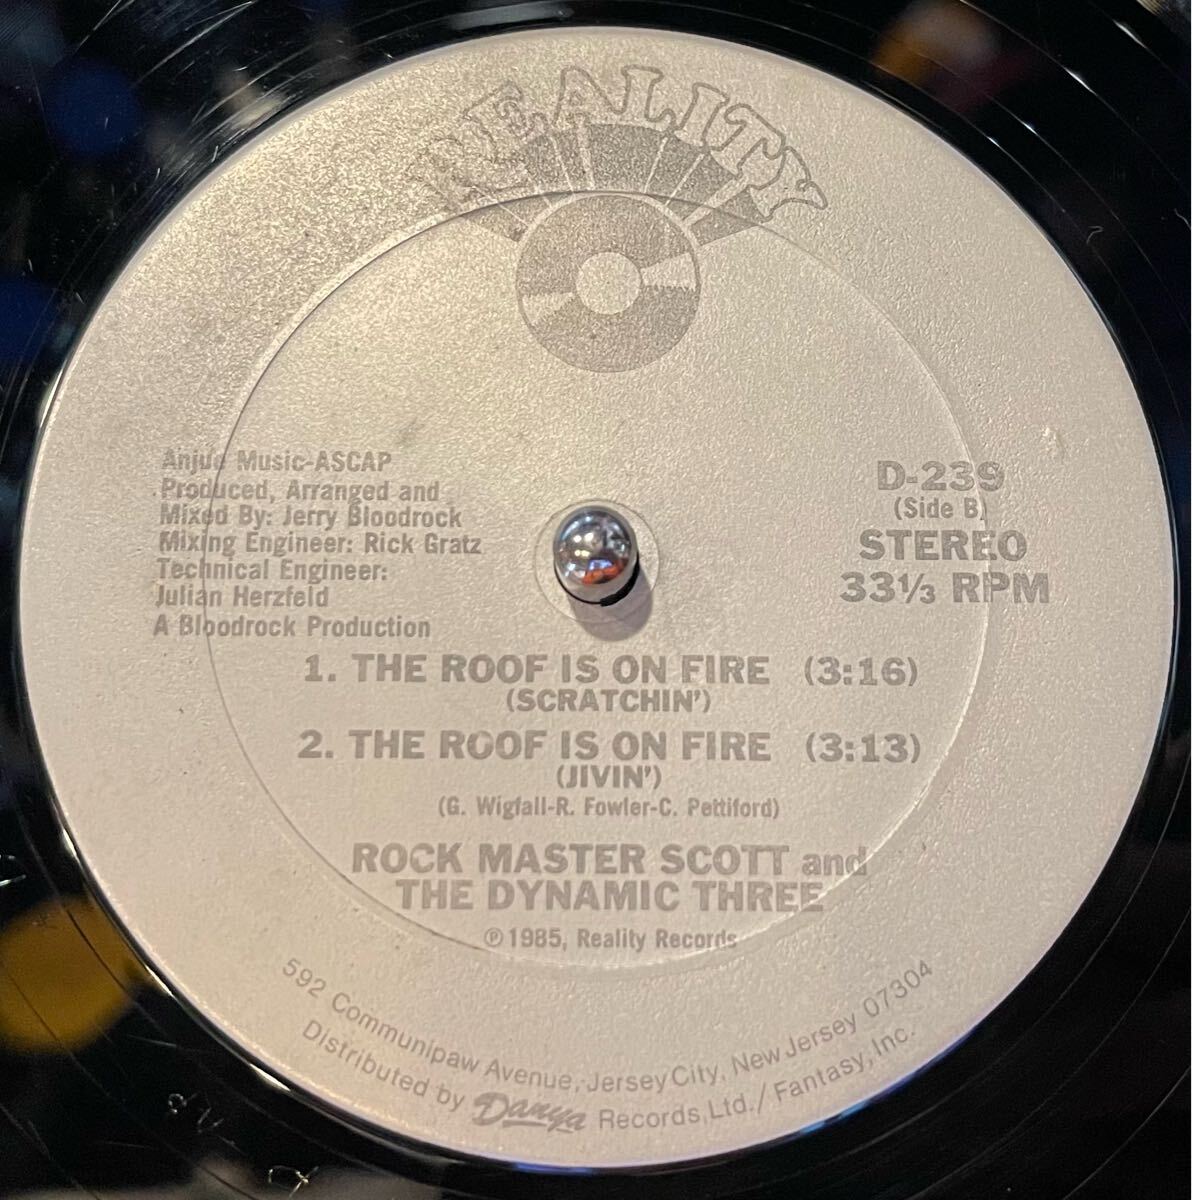 REALITY
Anjue Music-ASCAP
Produced, Arranged and
Mixed By: Jerry Bloodrock
Mixing Engineer: Rick Gratz
Technical Engineer:
Julian Herzfeld
A Bloodrock Production
D-239
(Side B)
STEREO
33⅓ RPM
1. THE ROOF IS ON FIRE (3:16)
(SCRATCHIN')
2. THE ROOF IS ON FIRE (3:13)
(JIVIN')
(G. Wigfall-R. Fowler-C. Pettiford)
ROCK MASTER SCOTT and
THE DYNAMIC THREE
℗1985, Reality Records
592 Communipaw Avenue, Jersey City, New Jersey 07304
Distributed by Danya Records, Ltd./ Fantasy, Inc.